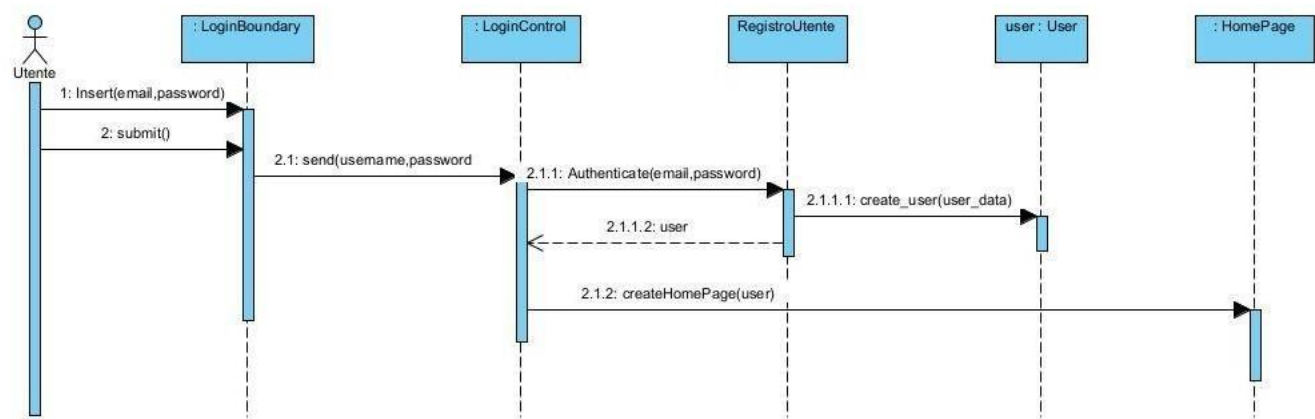 : LoginBoundary
: LoginControl
RegistroUtente
user : User
: HomePage
Utente
1: Insert(email,password)
2: submit()
2.1: send(username,password
2.1.1: Authenticate(email,password)
2.1.1.1: create_user(user_data)
2.1.1.2: user
2.1.2: createHomePage(user)